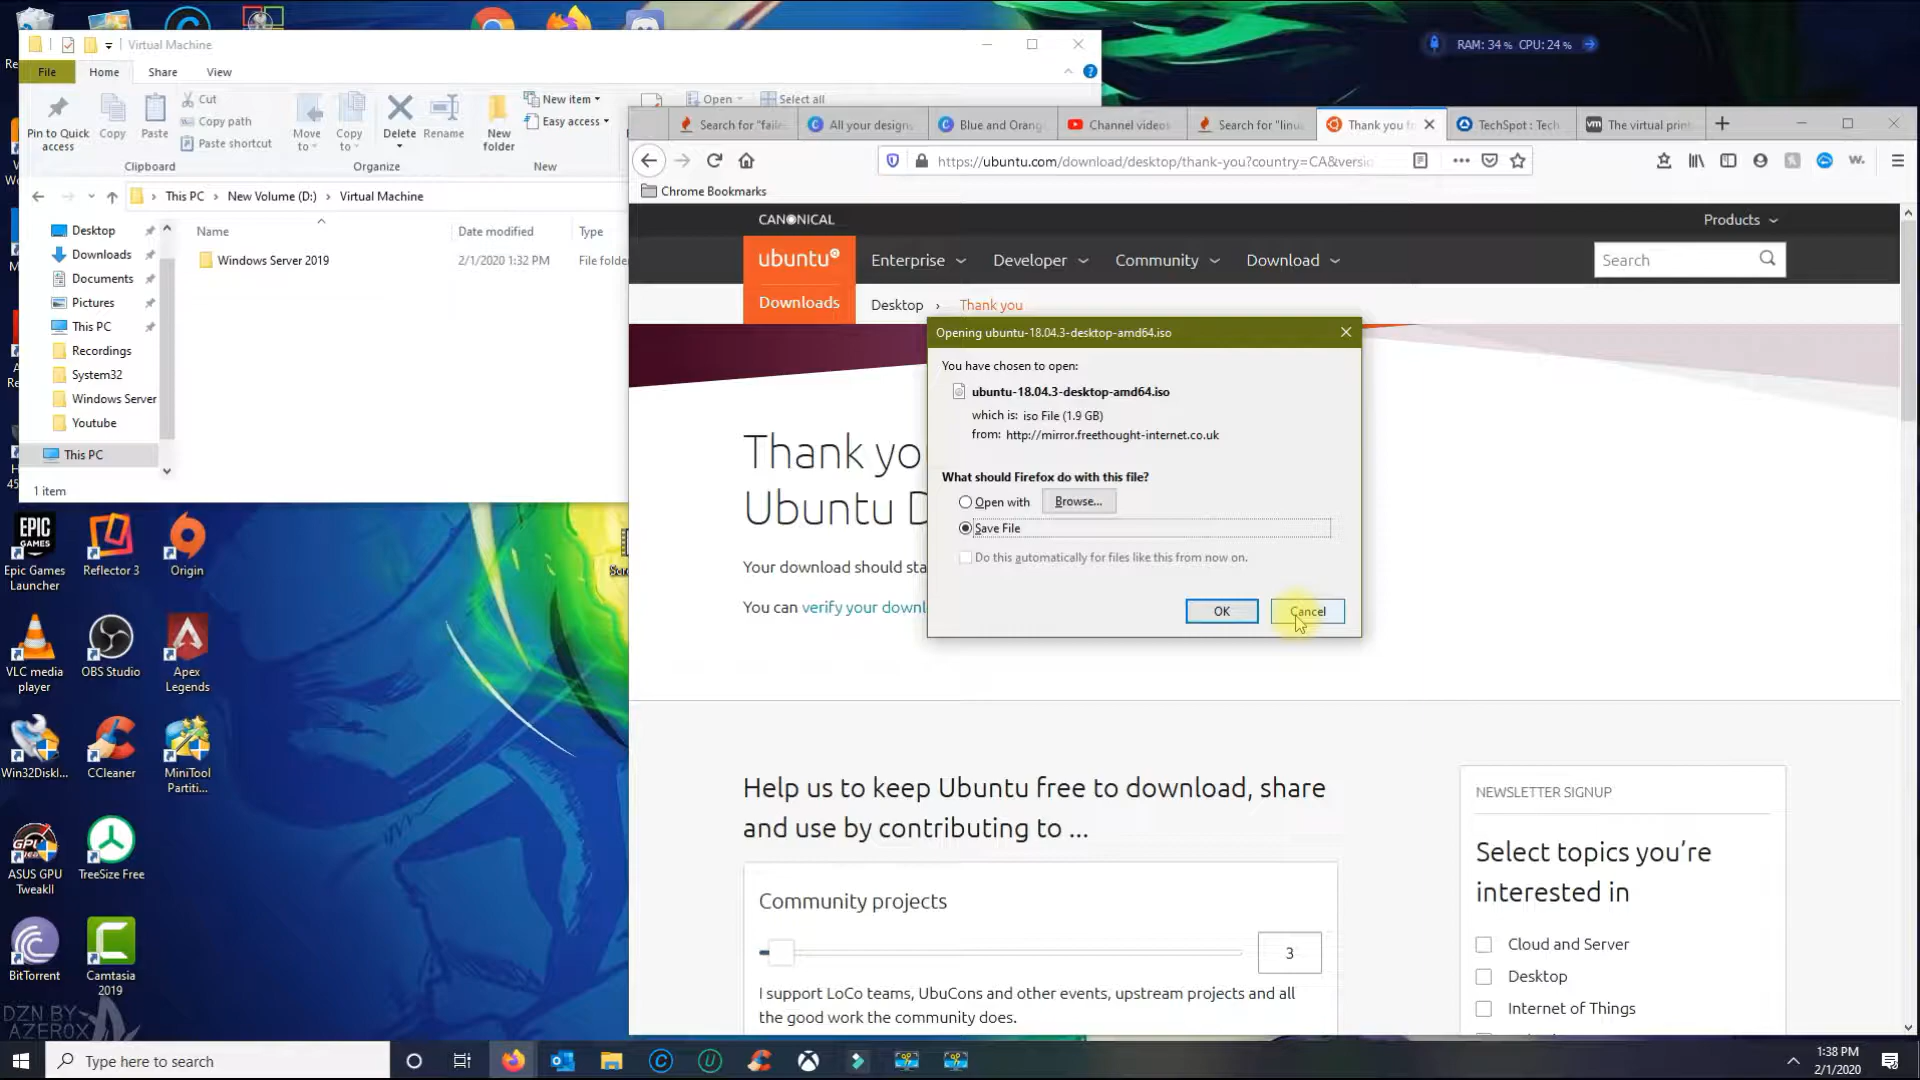 Virtual Machine
File
Home
Share
View
Pin to Quick
access
Copy
Paste
Cut
Copy path
Paste shortcut
Clipboard
Move
to
Copy
to
Delete
Rename
Organize
New
folder
New item
Easy access
New
Open
Select all
This PC
New Volume (D:)
Virtual Machine
Name
Date modified
Type
Windows Server 2019
2/1/2020 1:32 PM
File folde
Desktop
Downloads
Documents
Pictures
This PC
Recordings
System32
Windows Server
Youtube
This PC
1 item
RAM: 34 % CPU: 24 %
Search for "faile
All your designs
Blue and Orang
Channel videos
Search for "linu
Thank you f
TechSpot : Tech
vm
The virtual print
https://ubuntu.com/download/desktop/thank-you?country=CA&versio
Chrome Bookmarks
CANONICAL
Products
ubuntu
Enterprise
Developer
Community
Download
Search
Downloads
Desktop
Thank you
Thank yo
Ubuntu D
Your download should sta
You can verify your downl
Opening ubuntu-18.04.3-desktop-amd64.iso
You have chosen to open:
ubuntu-18.04.3-desktop-amd64.iso
which is: iso File (1.9 GB)
from: http://mirror.freethought-internet.co.uk
What should Firefox do with this file?
Open with
Browse...
Save File
Do this automatically for files like this from now on.
OK
Cancel
Help us to keep Ubuntu free to download, share
and use by contributing to ...
Community projects
3
I support LoCo teams, UbuCons and other events, upstream projects and all
the good work the community does.
NEWSLETTER SIGNUP
Select topics you're
interested in
Cloud and Server
Desktop
Internet of Things
EPIC
GAMES
Epic Games
Launcher
Reflector 3
Origin
VLC media
player
OBS Studio
Apex
Legends
Win32Diskl...
CCleaner
MiniTool
Partiti...
GPU
ASUS GPU
TweakII
TreeSize Free
BitTorrent
Camtasia
2019
DZN BY
AZEROX
Type here to search
1:38 PM
2/1/2020